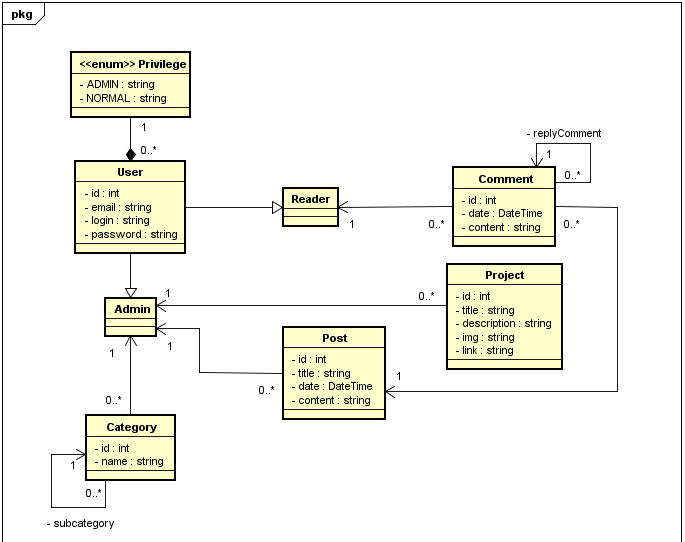 pkg
<<enum>> Privilege
- ADMIN : string
- NORMAL : string
1
0..*
User
- id : int
- email : string
- login : string
- password : string
Reader
1
0..*
- replyComment
1
0..*
Comment
- id : int
- date : DateTime
- content : string
0..*
Project
- id : int
- title : string
- description : string
- img : string
- link : string
0..*
1
Admin
1
1
Post
- id : int
- title : string
- date : DateTime
- content : string
0..*
1
0..*
Category
- id : int
- name : string
1
0..*
- subcategory